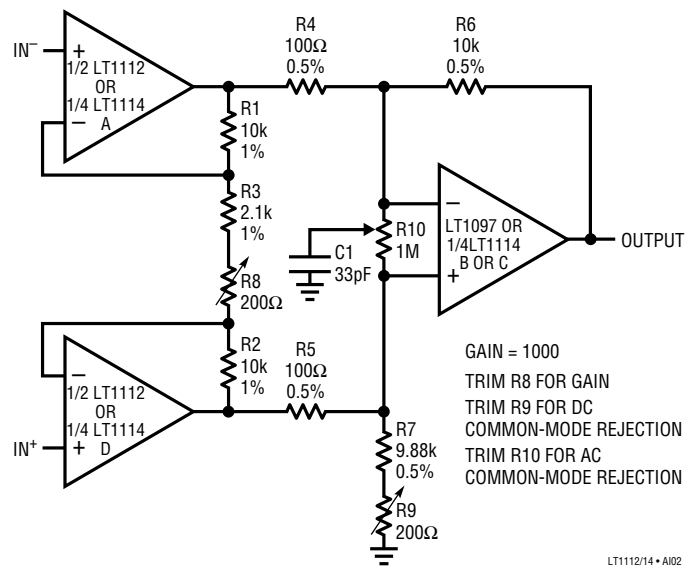 IN−
+
1/2 LT1112
OR
1/4 LT1114
−
A
R1
10k
1%
R3
2.1k
1%
R8
200Ω
R2
10k
1%
−
1/2 LT1112
OR
1/4 LT1114
+
D
IN+
R4
100Ω
0.5%
R5
100Ω
0.5%
C1
33pF
R10
1M
R6
10k
0.5%
−
LT1097 OR
1/4LT1114
B OR C
+
OUTPUT
R7
9.88k
0.5%
R9
200Ω
GAIN = 1000
TRIM R8 FOR GAIN
TRIM R9 FOR DC
COMMON-MODE REJECTION
TRIM R10 FOR AC
COMMON-MODE REJECTION
LT1112/14 • AI02